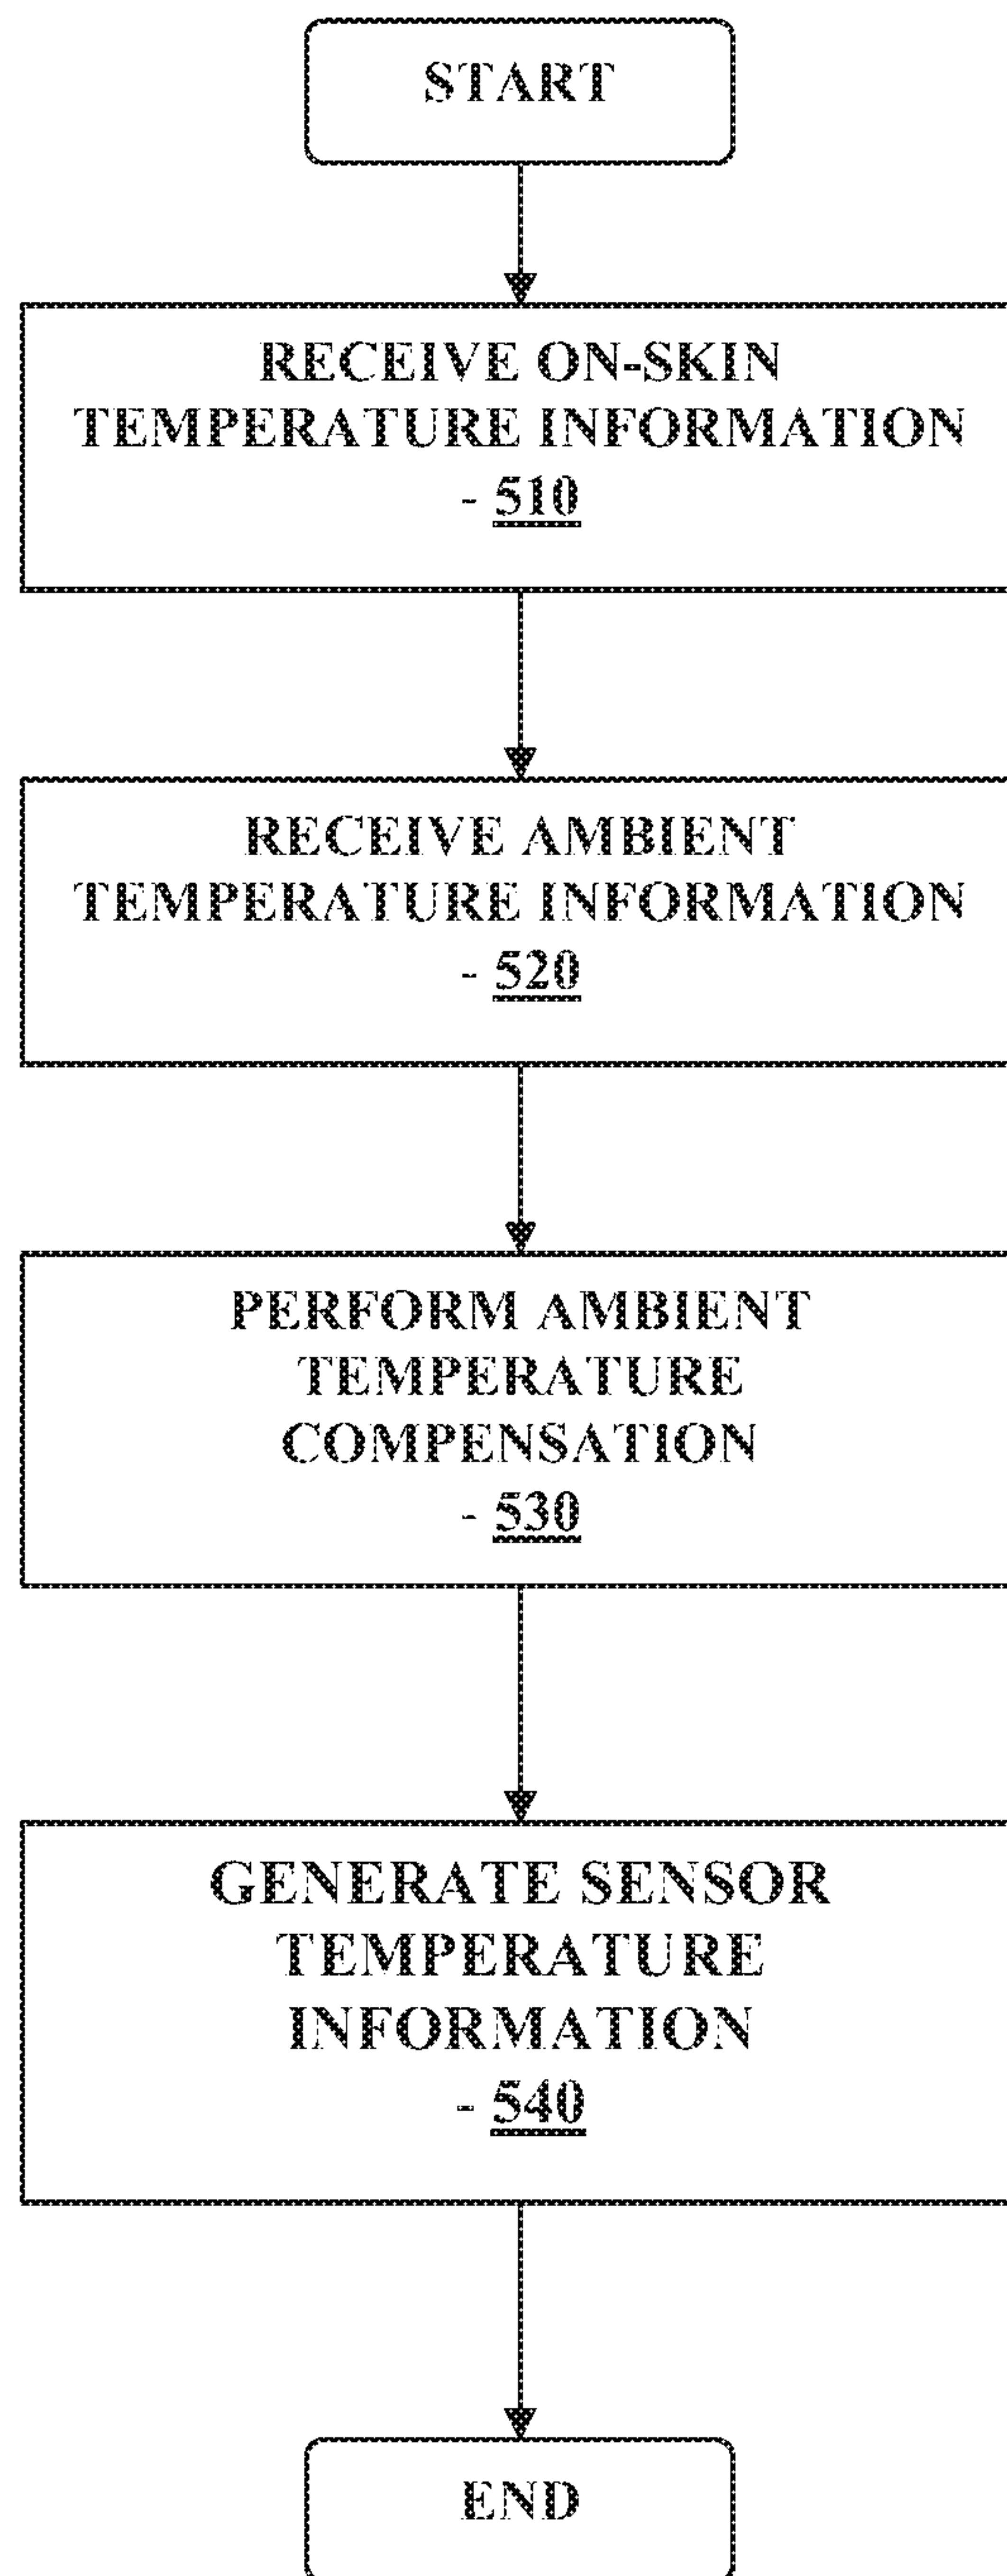 START
RECEIVE ON-SKIN
TEMPERATURE INFORMATION
- 510
RECEIVE AMBIENT
TEMPERATURE INFORMATION
- 520
PERFORM AMBIENT
TEMPERATURE
COMPENSATION
- 530
GENERATE SENSOR
TEMPERATURE
INFORMATION
- 540
END